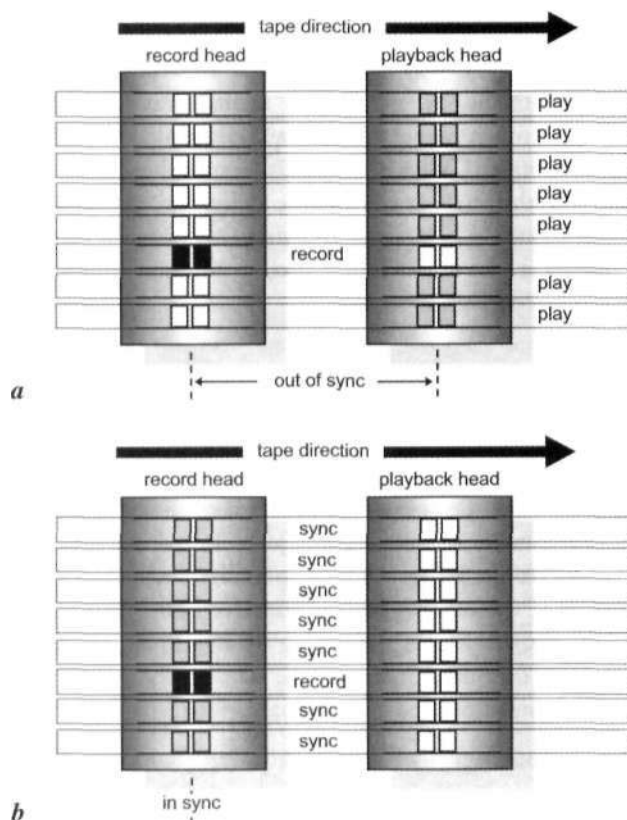 tape direction
record head playback head
play
play
play
play
play
record
play
play
out of sync
a
tape direction
record head playback head
sync
sync
sync
sync
sync
record
sync
sync
in sync
b